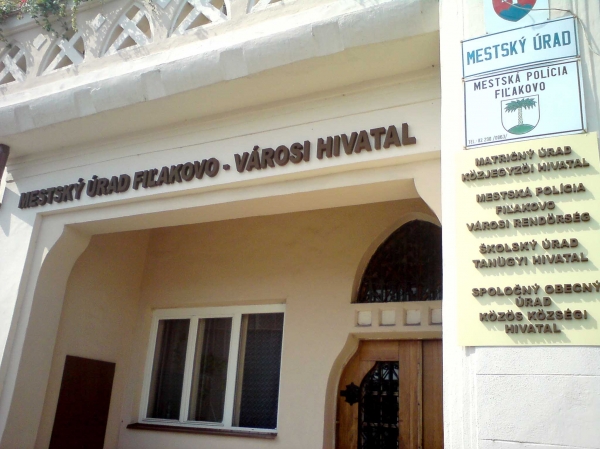 MESTSKÝ ÚRAD
MESTSKÁ POLÍCIA
FIĽAKOVO
MESTSKÝ ÚRAD FIĽAKOVO - VÁROSI HIVATAL
MATRIČNÝ ÚRAD
KÖZJEGYZŐI HIVATAL
MESTSKÁ POLÍCIA
FIĽAKOVO
VÁROSI RENDŐRSÉG
ŠKOLSKÝ ÚRAD
TANÜGYI HIVATAL
SPOLOČNÝ OBECNÝ
ÚRAD
KÖZÖS KÖZSÉGI
HIVATAL